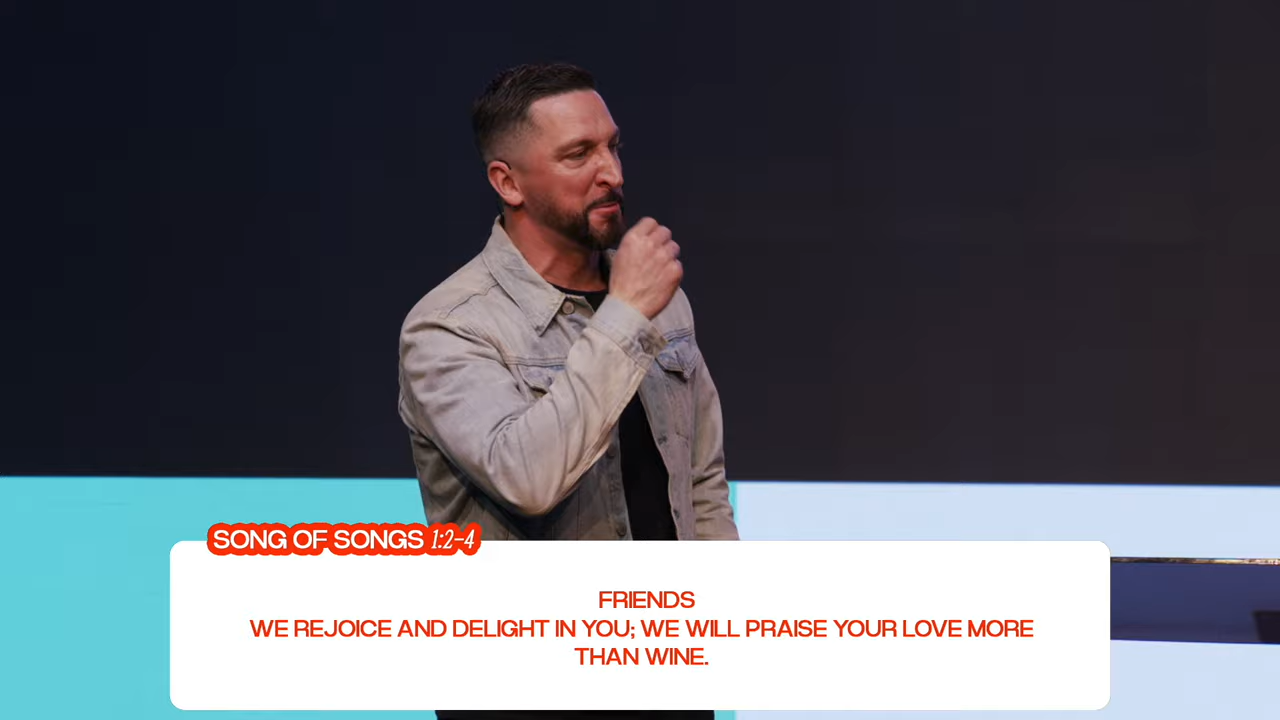 SONG OF SONGS 1:2-4
FRIENDS
WE REJOICE AND DELIGHT IN YOU; WE WILL PRAISE YOUR LOVE MORE
THAN WINE.